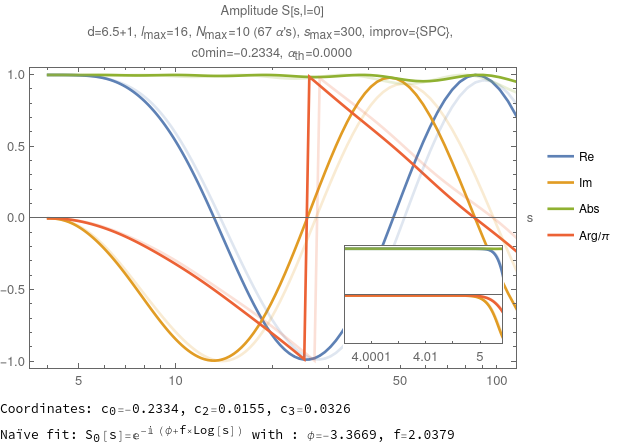 Amplitude S[s,l=0]
d=6.5+1, lmax=16, Nmax=10 (67 α's), smax=300, improv={SPC},
c0min=-0.2334, αth=0.0000
1.0
0.5
0.0
-0.5
-1.0
5 10 50 100
s
4.0001 4.01 5
Re
Im
Abs
Arg/π
Coordinates: c0=-0.2334, c2=0.0155, c3=0.0326
Naïve fit: S0[s]=e^-i (ϕ+f×Log[s]) with : ϕ=-3.3669, f=2.0379